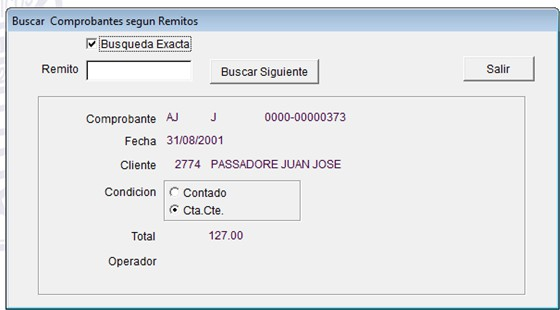 Buscar Comprobantes segun Remitos
Busqueda Exacta
Remito Buscar Siguiente Salir
Comprobante AJ J 0000-00000373
Fecha 31/08/2001
Cliente 2774 PASSADORE JUAN JOSE
Condicion Contado
Cta.Cte.
Total 127.00
Operador